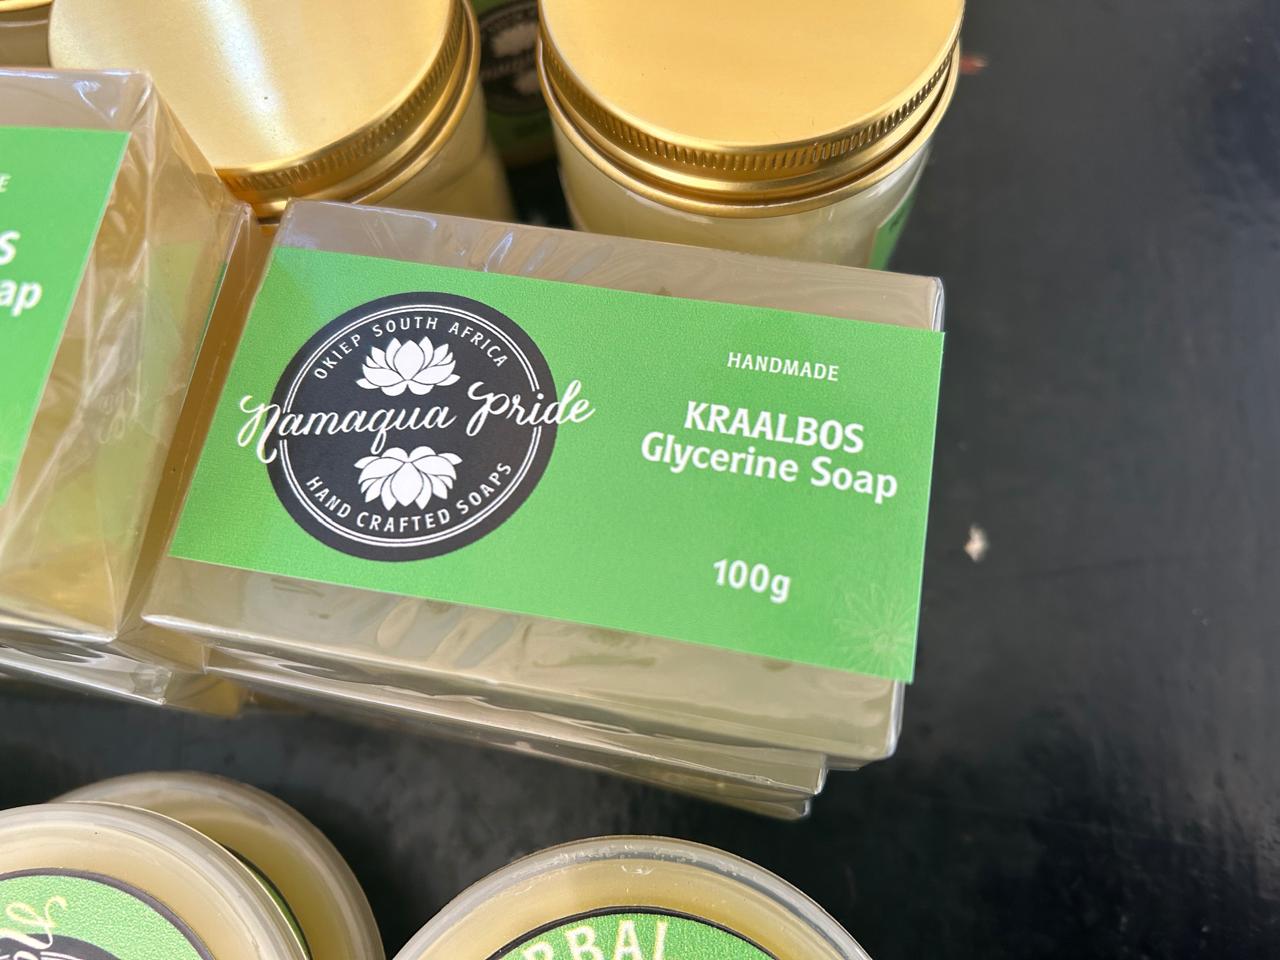 OKIEP SOUTH AFRICA
Namaqua Pride
HAND CRAFTED SOAPS
HANDMADE
KRAALBOS
Glycerine Soap
100g